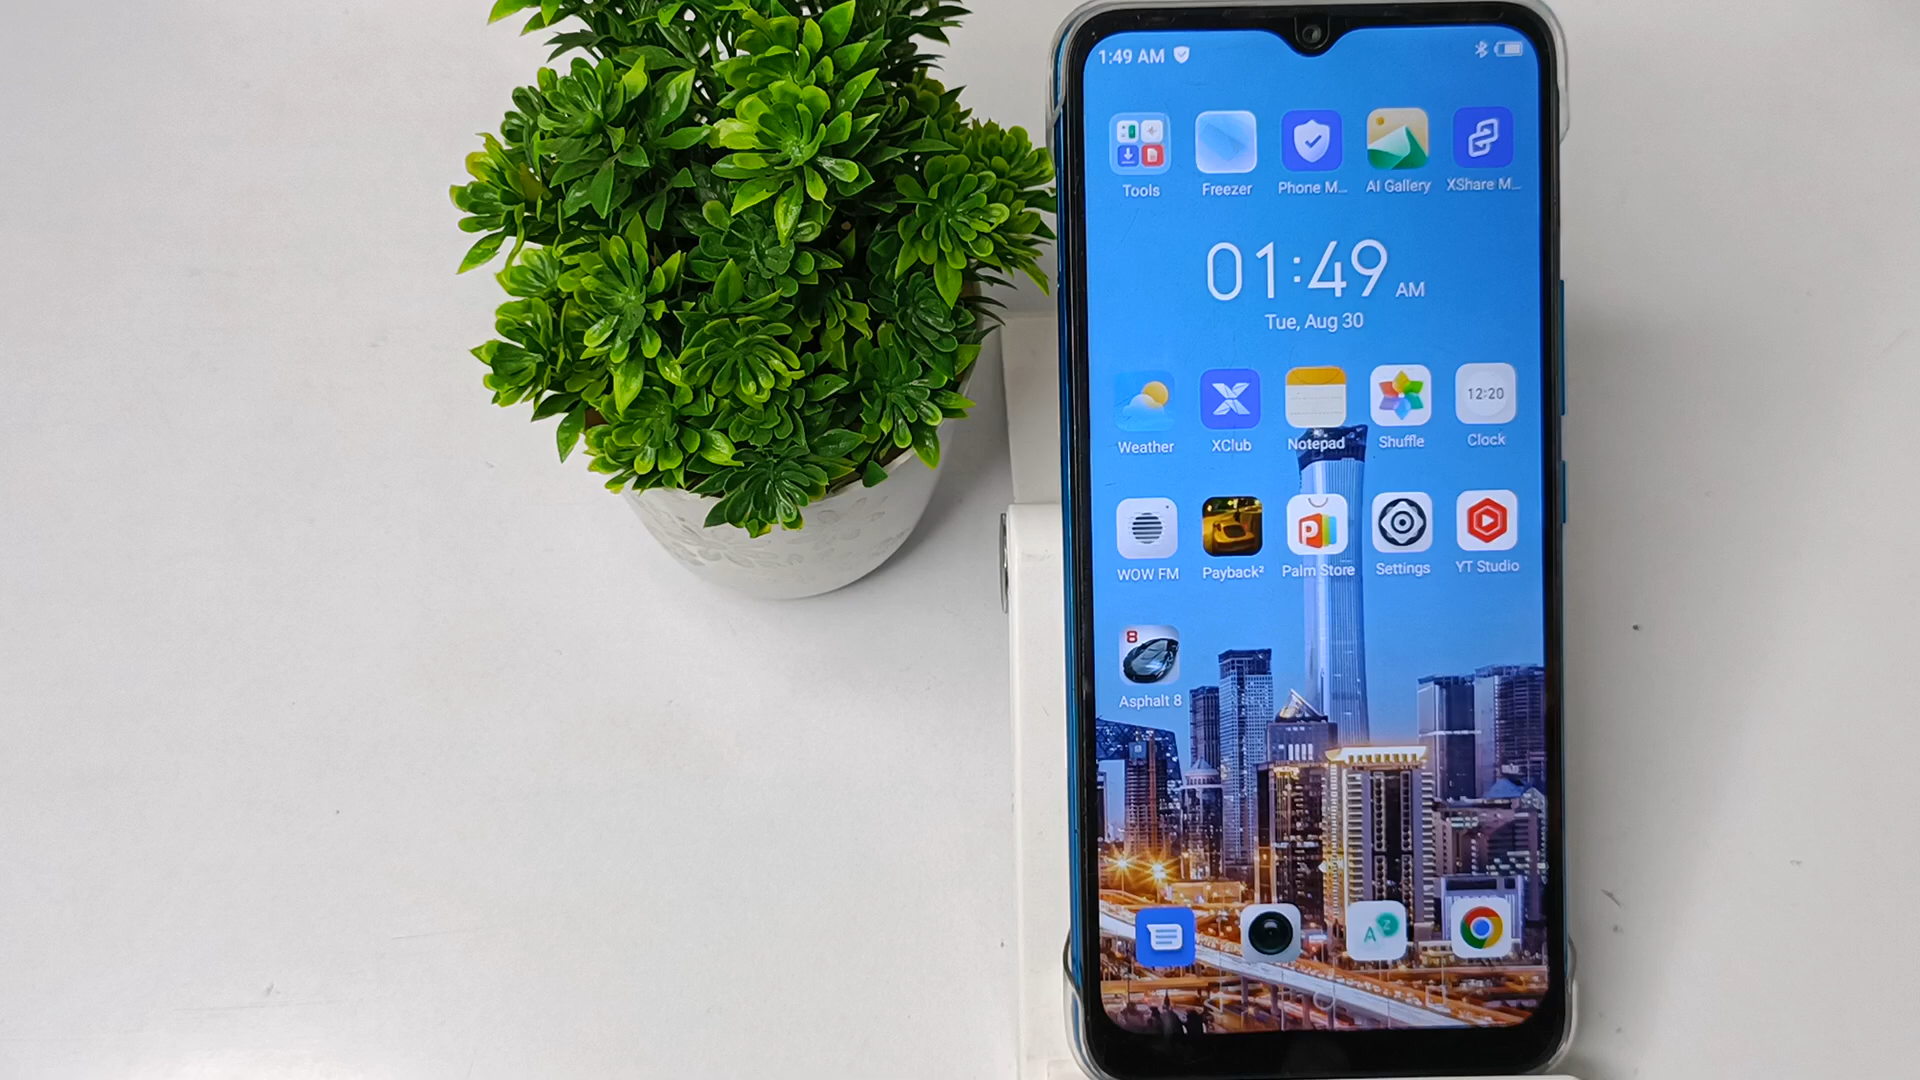 1:49 AM
Tools Freezer Phone M... AI Gallery XShare M...
01:49 AM
Tue, Aug 30
12:20
Weather XClub Notepad Shuffle Clock
P
WOW FM Payback² Palm Store Settings YT Studio
8
Asphalt 8
A Z